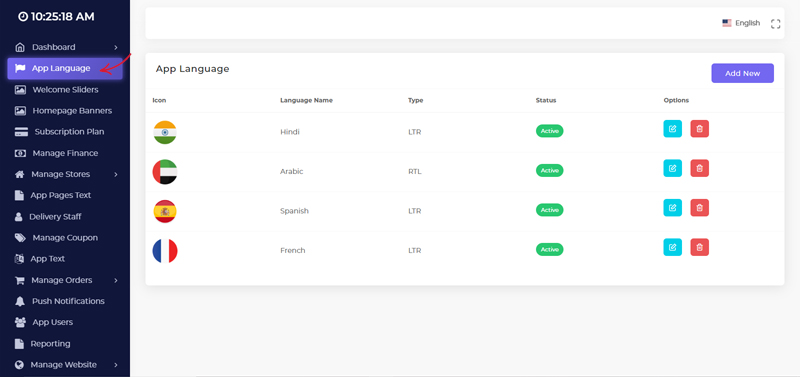 10:25:18 AM
English
Dashboard
App Language
Welcome Sliders
Homepage Banners
Subscription Plan
Manage Finance
Manage Stores
App Pages Text
Delivery Staff
Manage Coupon
App Text
Manage Orders
Push Notifications
App Users
Reporting
Manage Website
App Language
Add New
Icon Language Name Type Status Options
Hindi LTR Active
Arabic RTL Active
Spanish LTR Active
French LTR Active